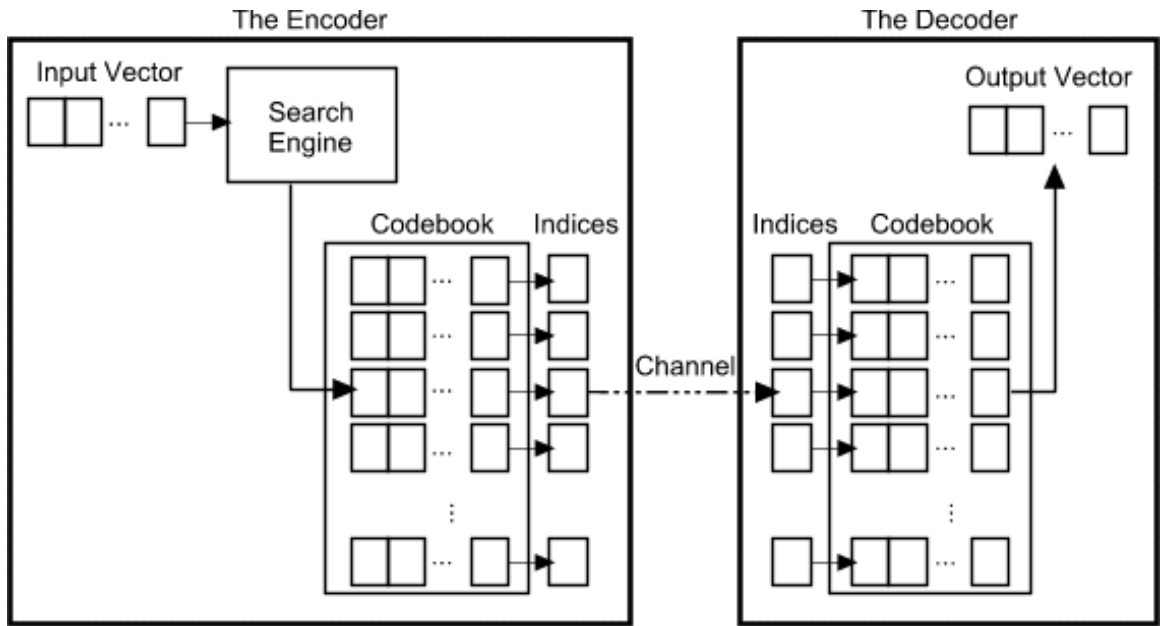 The Encoder
Input Vector
...
Search
Engine
Codebook
Indices
...
...
...
...
...
...
Channel
The Decoder
Output Vector
...
Indices
Codebook
...
...
...
...
...
...